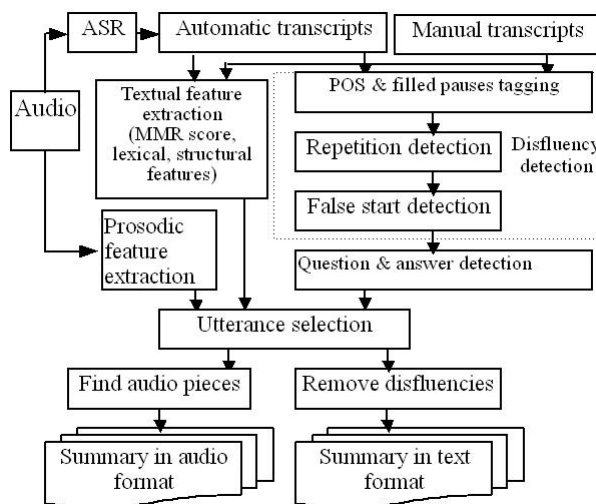 ASR
Automatic transcripts
Manual transcripts
Audio
Textual feature
extraction
(MMR score,
lexical, structural
features)
POS & filled pauses tagging
Repetition detection
Disfluency
detection
False start detection
Prosodic
feature
extraction
Question & answer detection
Utterance selection
Find audio pieces
Remove disfluencies
Summary in audio
format
Summary in text
format